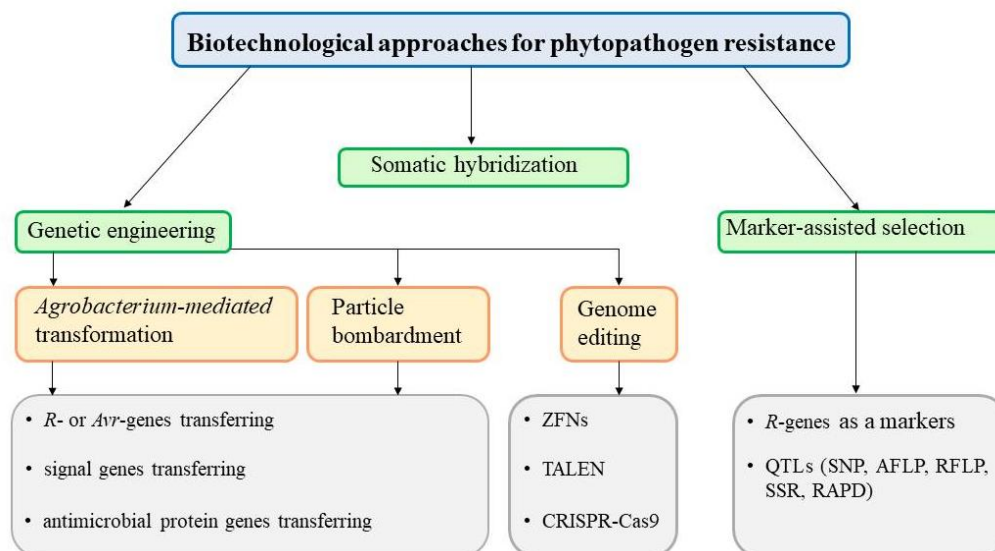 Biotechnological approaches for phytopathogen resistance
Somatic hybridization
Genetic engineering
Marker-assisted selection
Agrobacterium-mediated
transformation
Particle
bombardment
Genome
editing
• R- or Avr-genes transferring
• signal genes transferring
• antimicrobial protein genes transferring
• ZFNs
• TALEN
• CRISPR-Cas9
• R-genes as a markers
• QTLs (SNP, AFLP, RFLP,
SSR, RAPD)